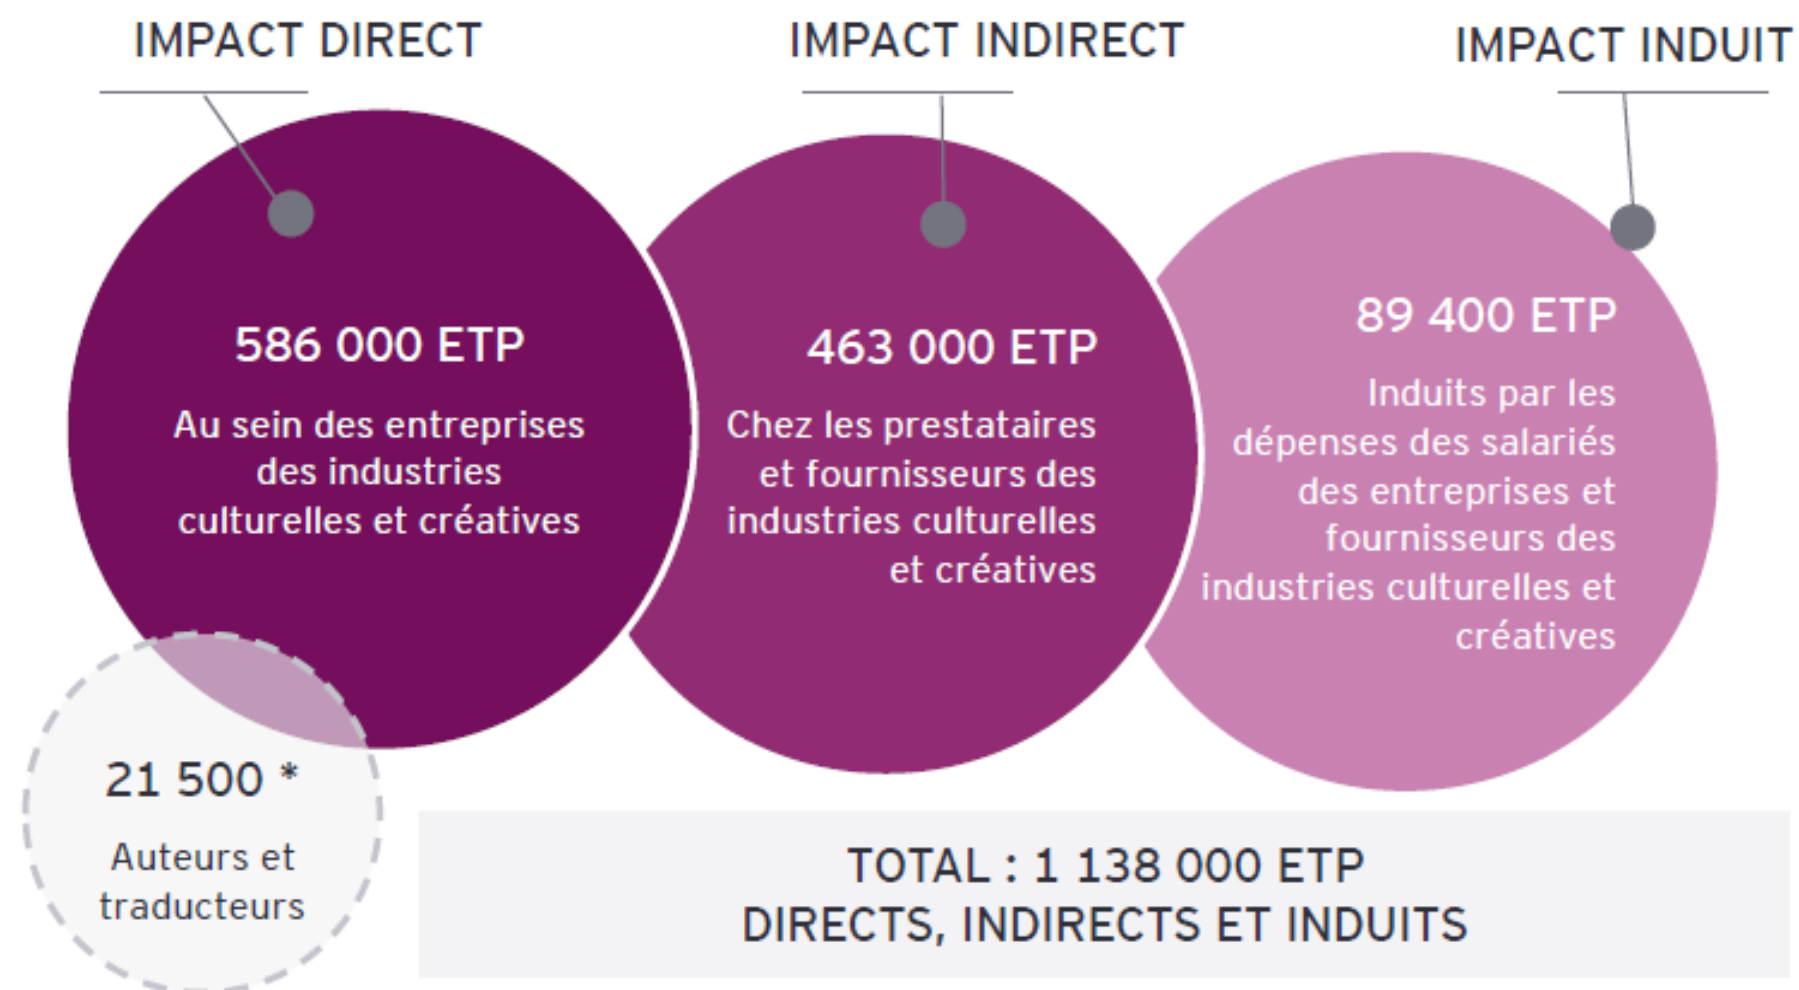 IMPACT DIRECT
586 000 ETP
Au sein des entreprises
des industries
culturelles et créatives
21 500 *
Auteurs et
traducteurs
IMPACT INDIRECT
463 000 ETP
Chez les prestataires
et fournisseurs des
industries culturelles
et créatives
IMPACT INDUIT
89 400 ETP
Induits par les
dépenses des salariés
des entreprises et
fournisseurs des
industries culturelles et
créatives
TOTAL : 1 138 000 ETP
DIRECTS, INDIRECTS ET INDUITS